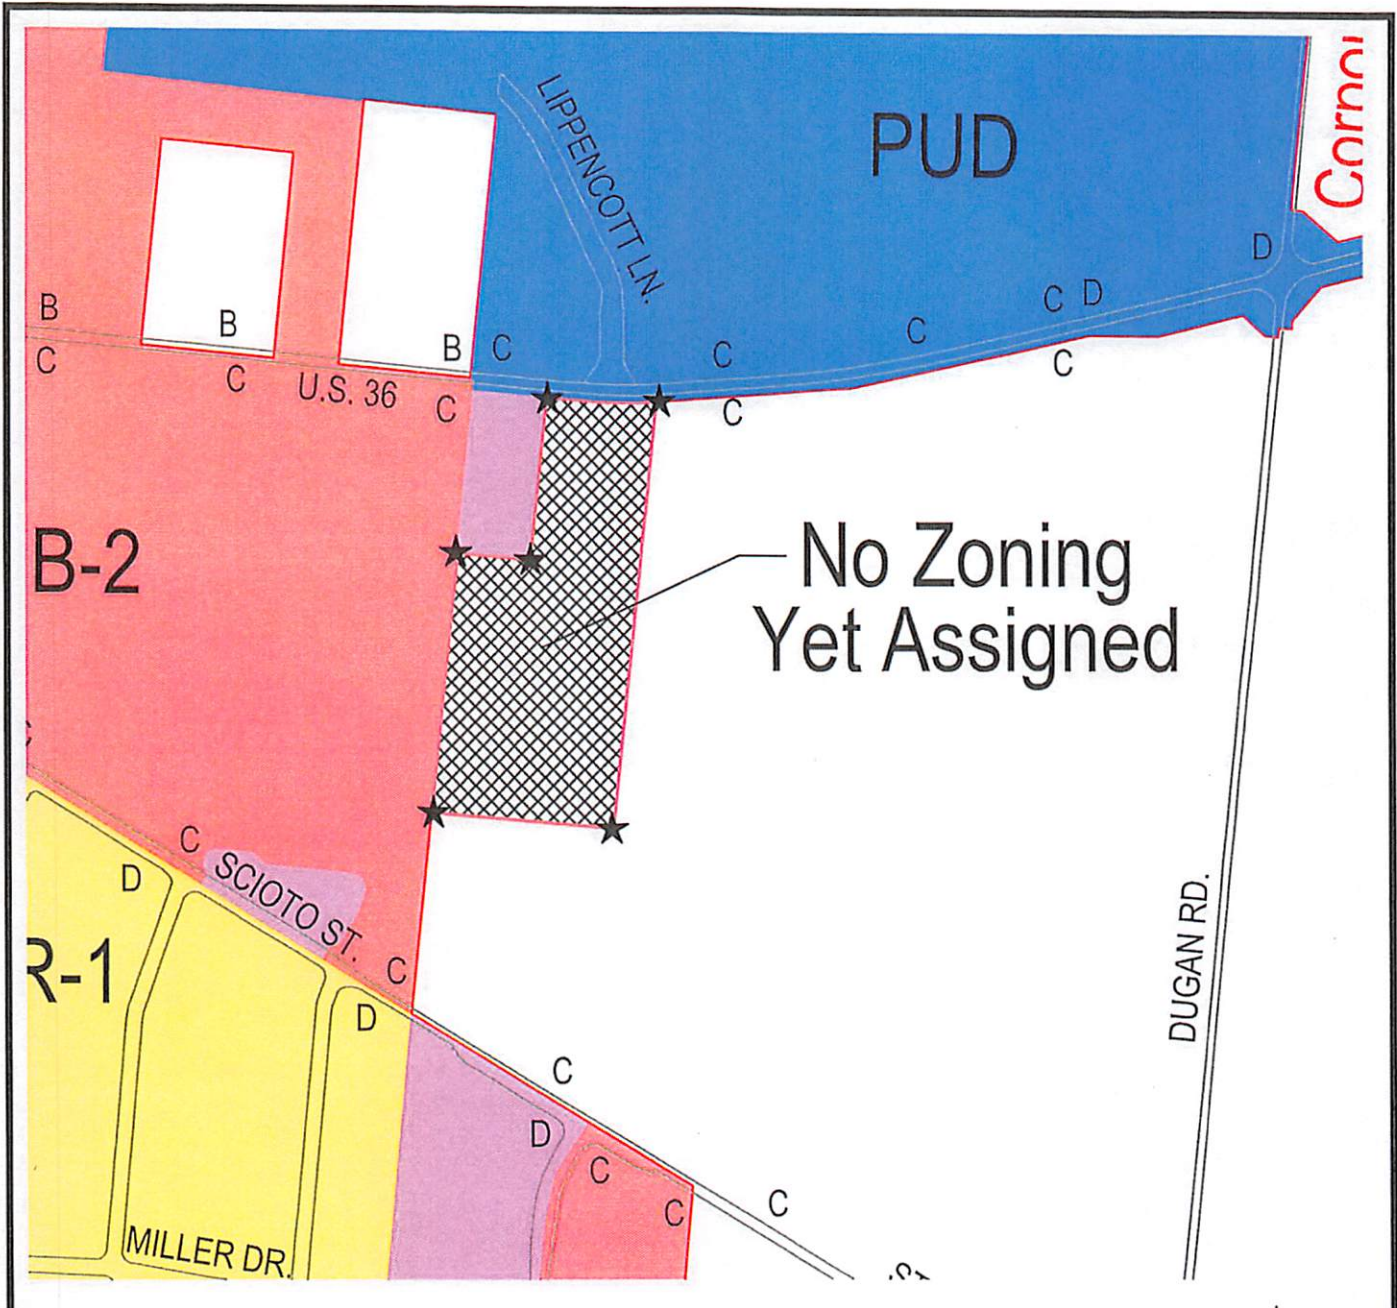 PUD
LIPPENCOTT LN.
D
C D
B
B
B
C
C
C
C
C
C
U.S. 36
C
C
C
B-2
No Zoning
Yet Assigned
C
D
SCIOTO ST.
C
R-1
D
DUGAN RD.
C
D
C
C
C
MILLER DR.